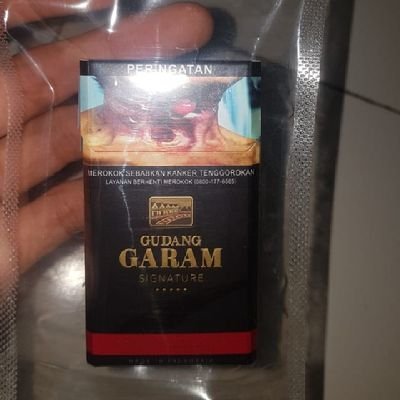 PERINGATAN
MEROKOK SEBABKAN KANKER TENGGOROKAN
LAYANAN BERHENTI MEROKOK (0800-177-6565)
GUDANG
GARAM
SIGNATURE
MADE IN INDONESIA